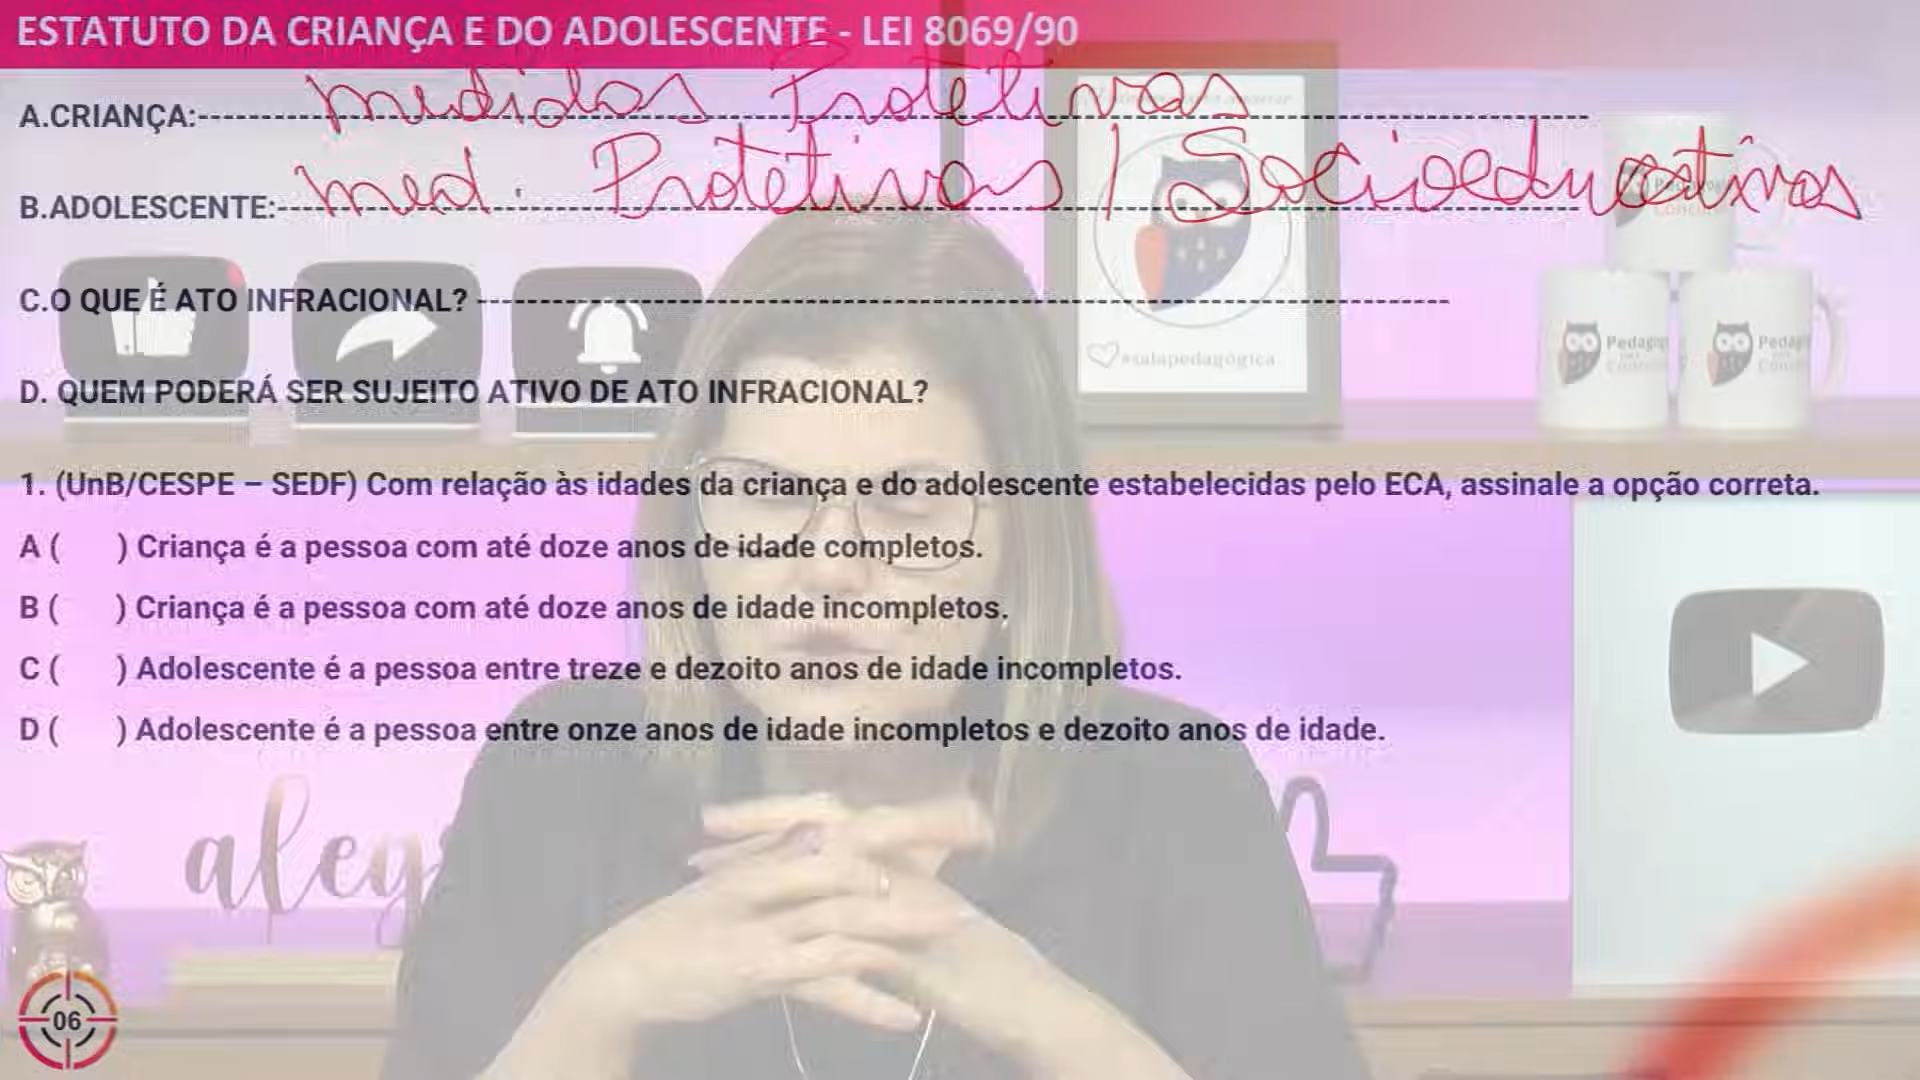 ESTATUTO DA CRIANÇA E DO ADOLESCENTE - LEI 8069/90
A.CRIANÇA: medidas Protetivas
B.ADOLESCENTE: med. Protetivas / Socioeducativas
C.O QUE É ATO INFRACIONAL?
D. QUEM PODERÁ SER SUJEITO ATIVO DE ATO INFRACIONAL?
#salapedagógica
1. (UnB/CESPE – SEDF) Com relação às idades da criança e do adolescente estabelecidas pelo ECA, assinale a opção correta.
A ( ) Criança é a pessoa com até doze anos de idade completos.
B ( ) Criança é a pessoa com até doze anos de idade incompletos.
C ( ) Adolescente é a pessoa entre treze e dezoito anos de idade incompletos.
D ( ) Adolescente é a pessoa entre onze anos de idade incompletos e dezoito anos de idade.
aleg
06